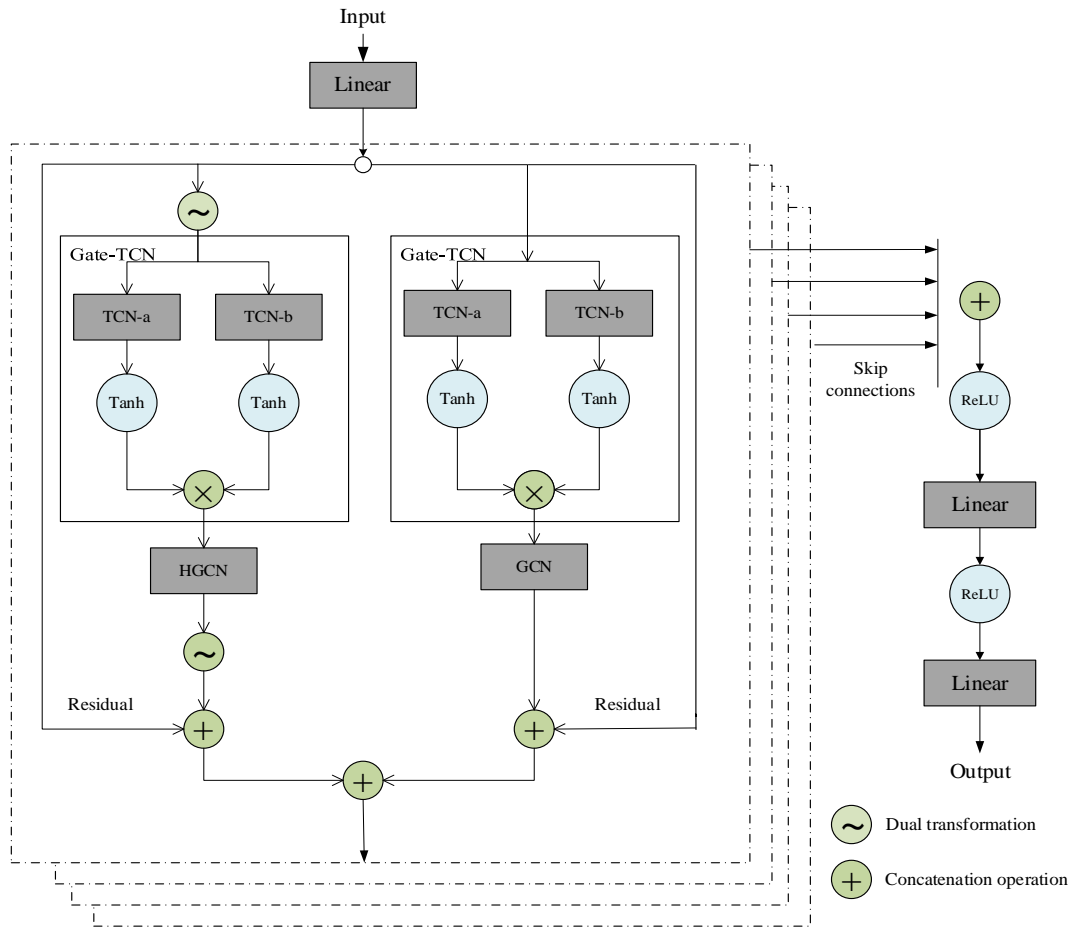 Input
Linear
~
Gate-TCN
TCN-a
TCN-b
Tanh
Tanh
×
HGCN
~
Residual
+
Gate-TCN
TCN-a
TCN-b
Tanh
Tanh
×
GCN
Residual
+
+
Skip
connections
+
ReLU
Linear
ReLU
Linear
Output
~ Dual transformation
+ Concatenation operation